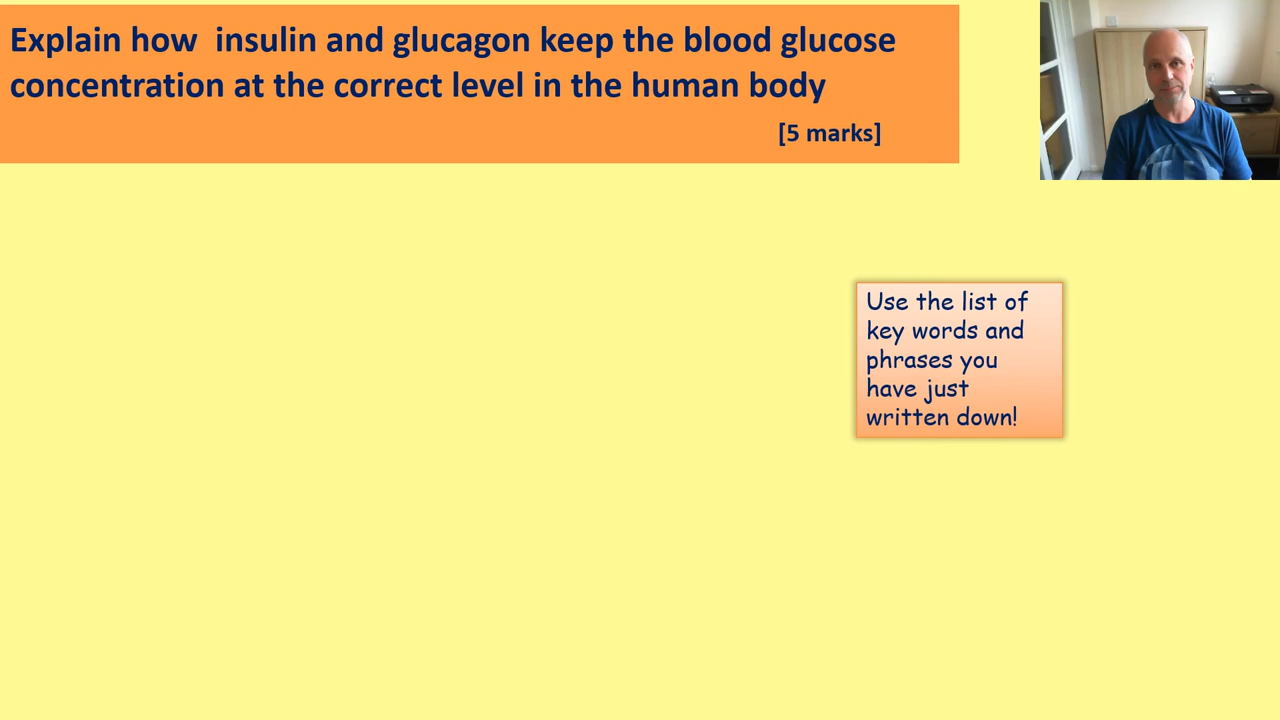 Explain how  insulin and glucagon keep the blood glucose
concentration at the correct level in the human body
[5 marks]
Use the list of
key words and
phrases you
have just
written down!